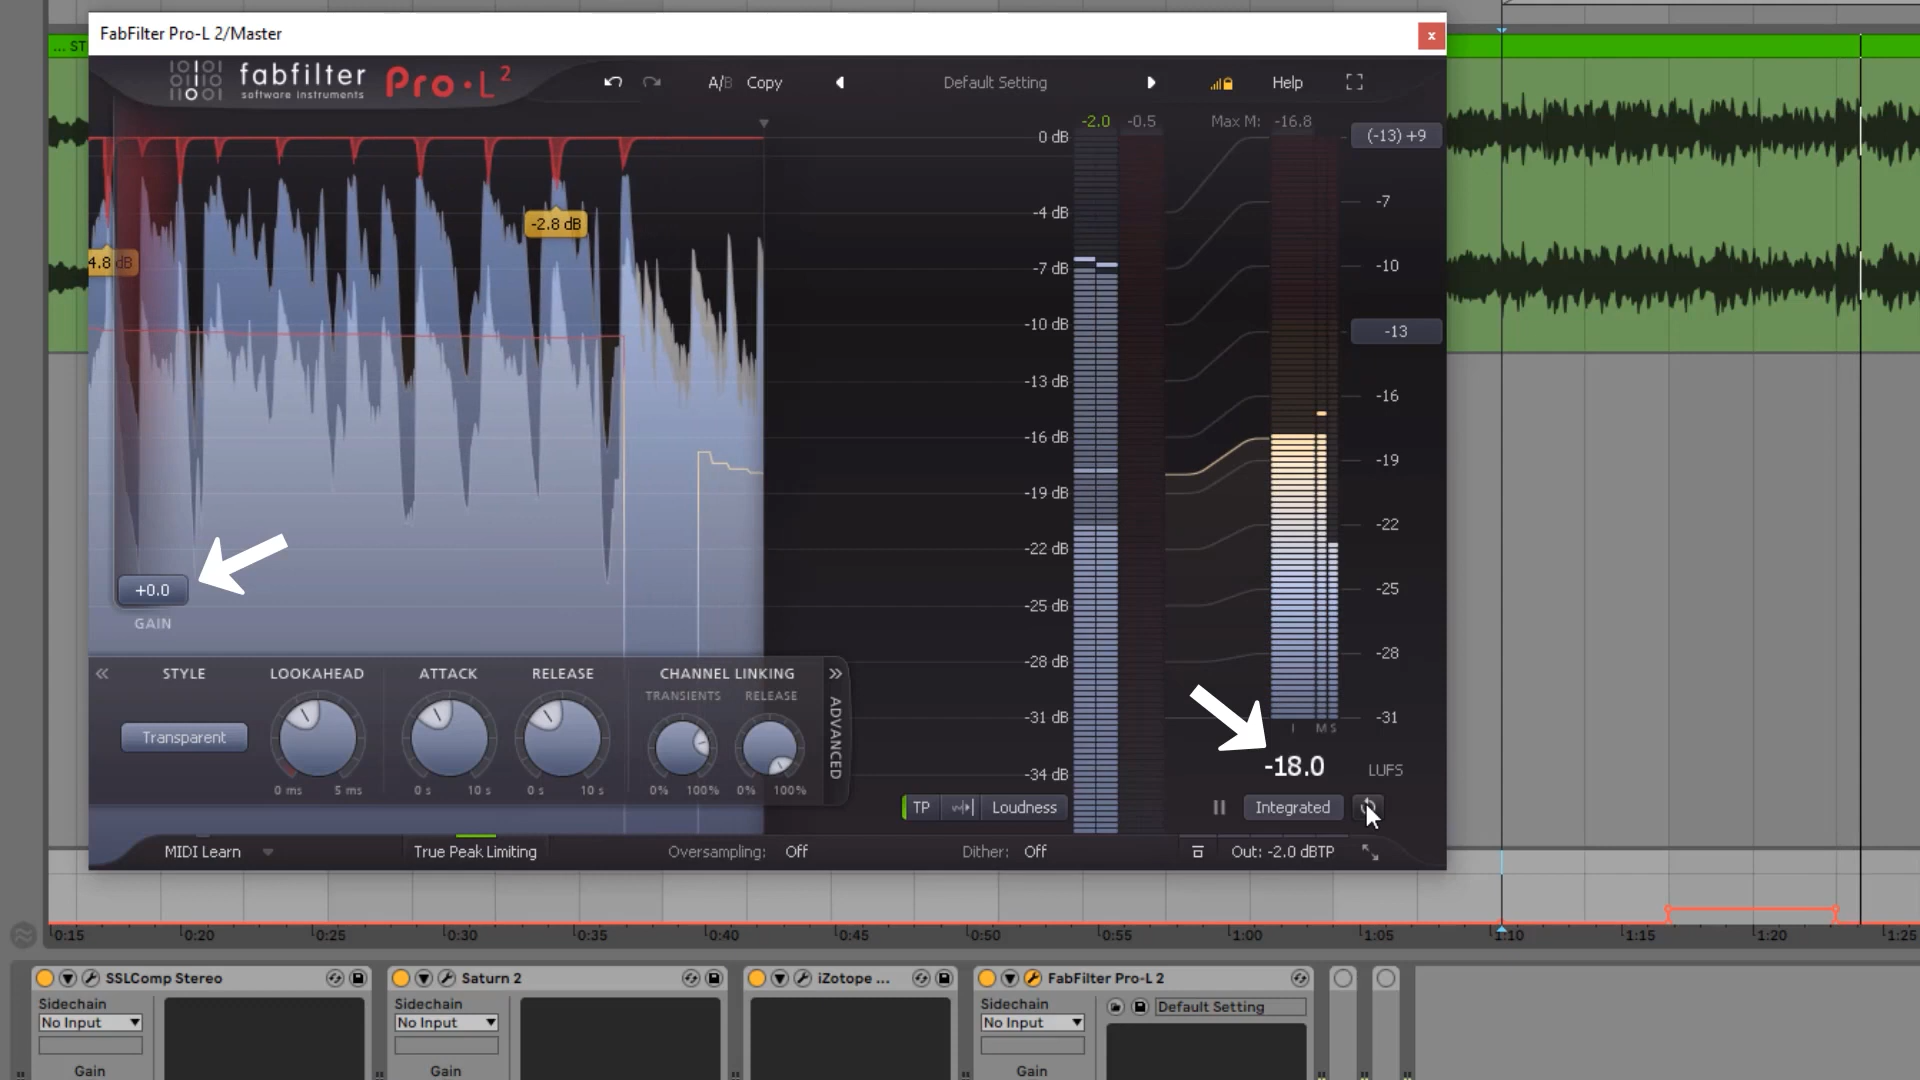 FabFilter Pro-L 2/Master
x
... ST
fabfilter
software instruments
Pro·L 2
A/B Copy
Default Setting
Help
-2.0 -0.5 Max M: -16.8
0 dB
(-13) +9
-4 dB
-7
-2.8 dB
4.8 dB
-7 dB
-10
-10 dB
-13
-13 dB
-16
-16 dB
-19
-19 dB
-22
-22 dB
-25
-25 dB
-28
-28 dB
-31
-31 dB
-34 dB
I M S
+0.0
GAIN
-18.0 LUFS
STYLE LOOKAHEAD ATTACK RELEASE CHANNEL LINKING
TRANSIENTS RELEASE
Transparent
ADVANCED
0 ms 5 ms 0 s 10 s 0 s 10 s 0% 100% 0% 100%
TP Loudness Integrated
MIDI Learn True Peak Limiting Oversampling: Off Dither: Off Out: -2.0 dBTP
0:15 0:20 0:25 0:30 0:35 0:40 0:45 0:50 0:55 1:00 1:05 1:10 1:15 1:20 1:25
SSLComp Stereo Saturn 2 iZotope ... FabFilter Pro-L 2
Sidechain Sidechain Sidechain Default Setting
No Input No Input No Input
Gain Gain Gain